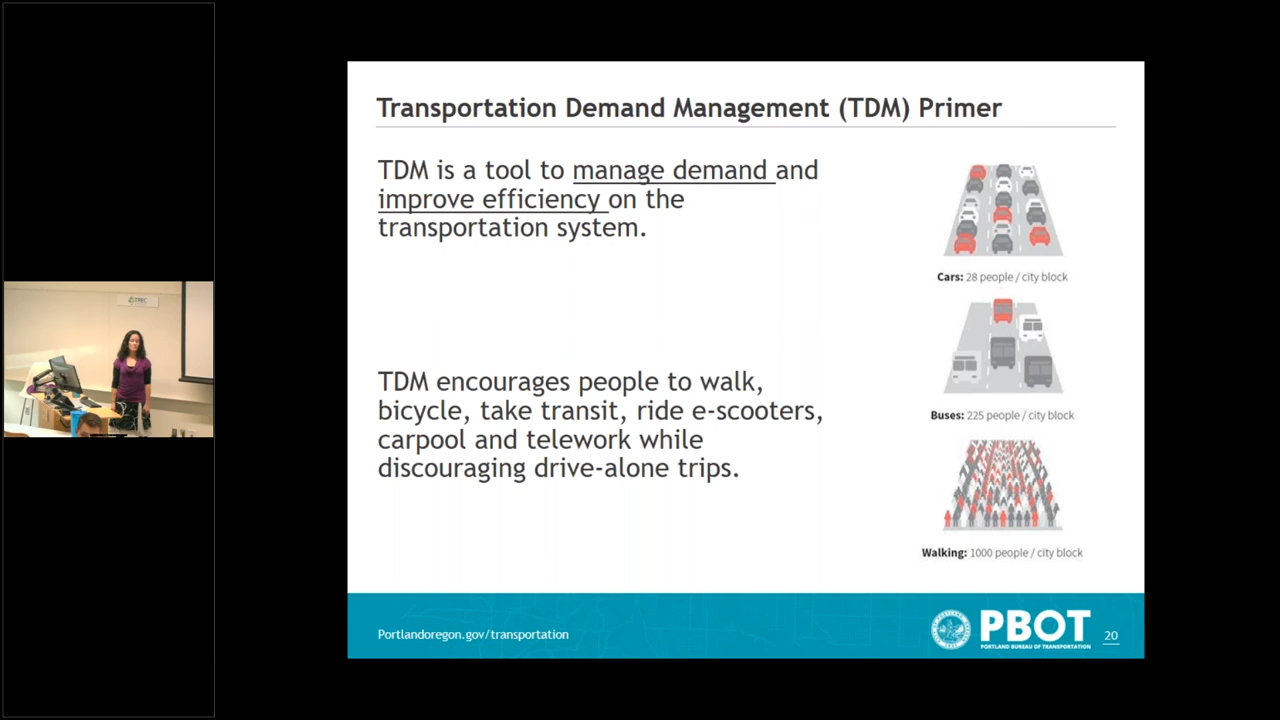 Transportation Demand Management (TDM) Primer
TDM is a tool to manage demand and
improve efficiency on the
transportation system.
TDM encourages people to walk,
bicycle, take transit, ride e-scooters,
carpool and telework while
discouraging drive-alone trips.
Cars: 28 people / city block
Buses: 225 people / city block
Walking: 1000 people / city block
Portlandoregon.gov/transportation
PBOT
PORTLAND BUREAU OF TRANSPORTATION
20
TREC